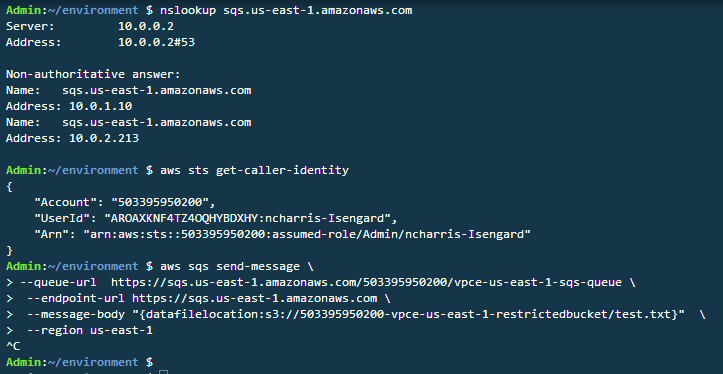 Admin:~/environment $ nslookup sqs.us-east-1.amazonaws.com
Server:         10.0.0.2
Address:        10.0.0.2#53
Non-authoritative answer:
Name:   sqs.us-east-1.amazonaws.com
Address: 10.0.1.10
Name:   sqs.us-east-1.amazonaws.com
Address: 10.0.2.213
Admin:~/environment $ aws sts get-caller-identity
{
    "Account": "503395950200",
    "UserId": "AROAXKNF4TZ4OQHYBDXHY:ncharris-Isengard",
    "Arn": "arn:aws:sts::503395950200:assumed-role/Admin/ncharris-Isengard"
}
Admin:~/environment $ aws sqs send-message \
> --queue-url  https://sqs.us-east-1.amazonaws.com/503395950200/vpce-us-east-1-sqs-queue \
>  --endpoint-url https://sqs.us-east-1.amazonaws.com \
>  --message-body "{datafilelocation:s3://503395950200-vpce-us-east-1-restrictedbucket/test.txt}"  \
>  --region us-east-1
^C
Admin:~/environment $